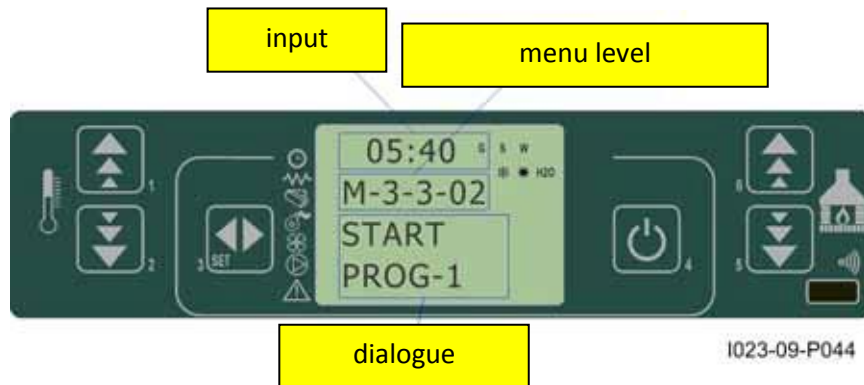 input
menu level
05:40 G S W
H2O
M-3-3-02
START
PROG-1
1
2
3 SET
4
6
5
dialogue
I023-09-P044